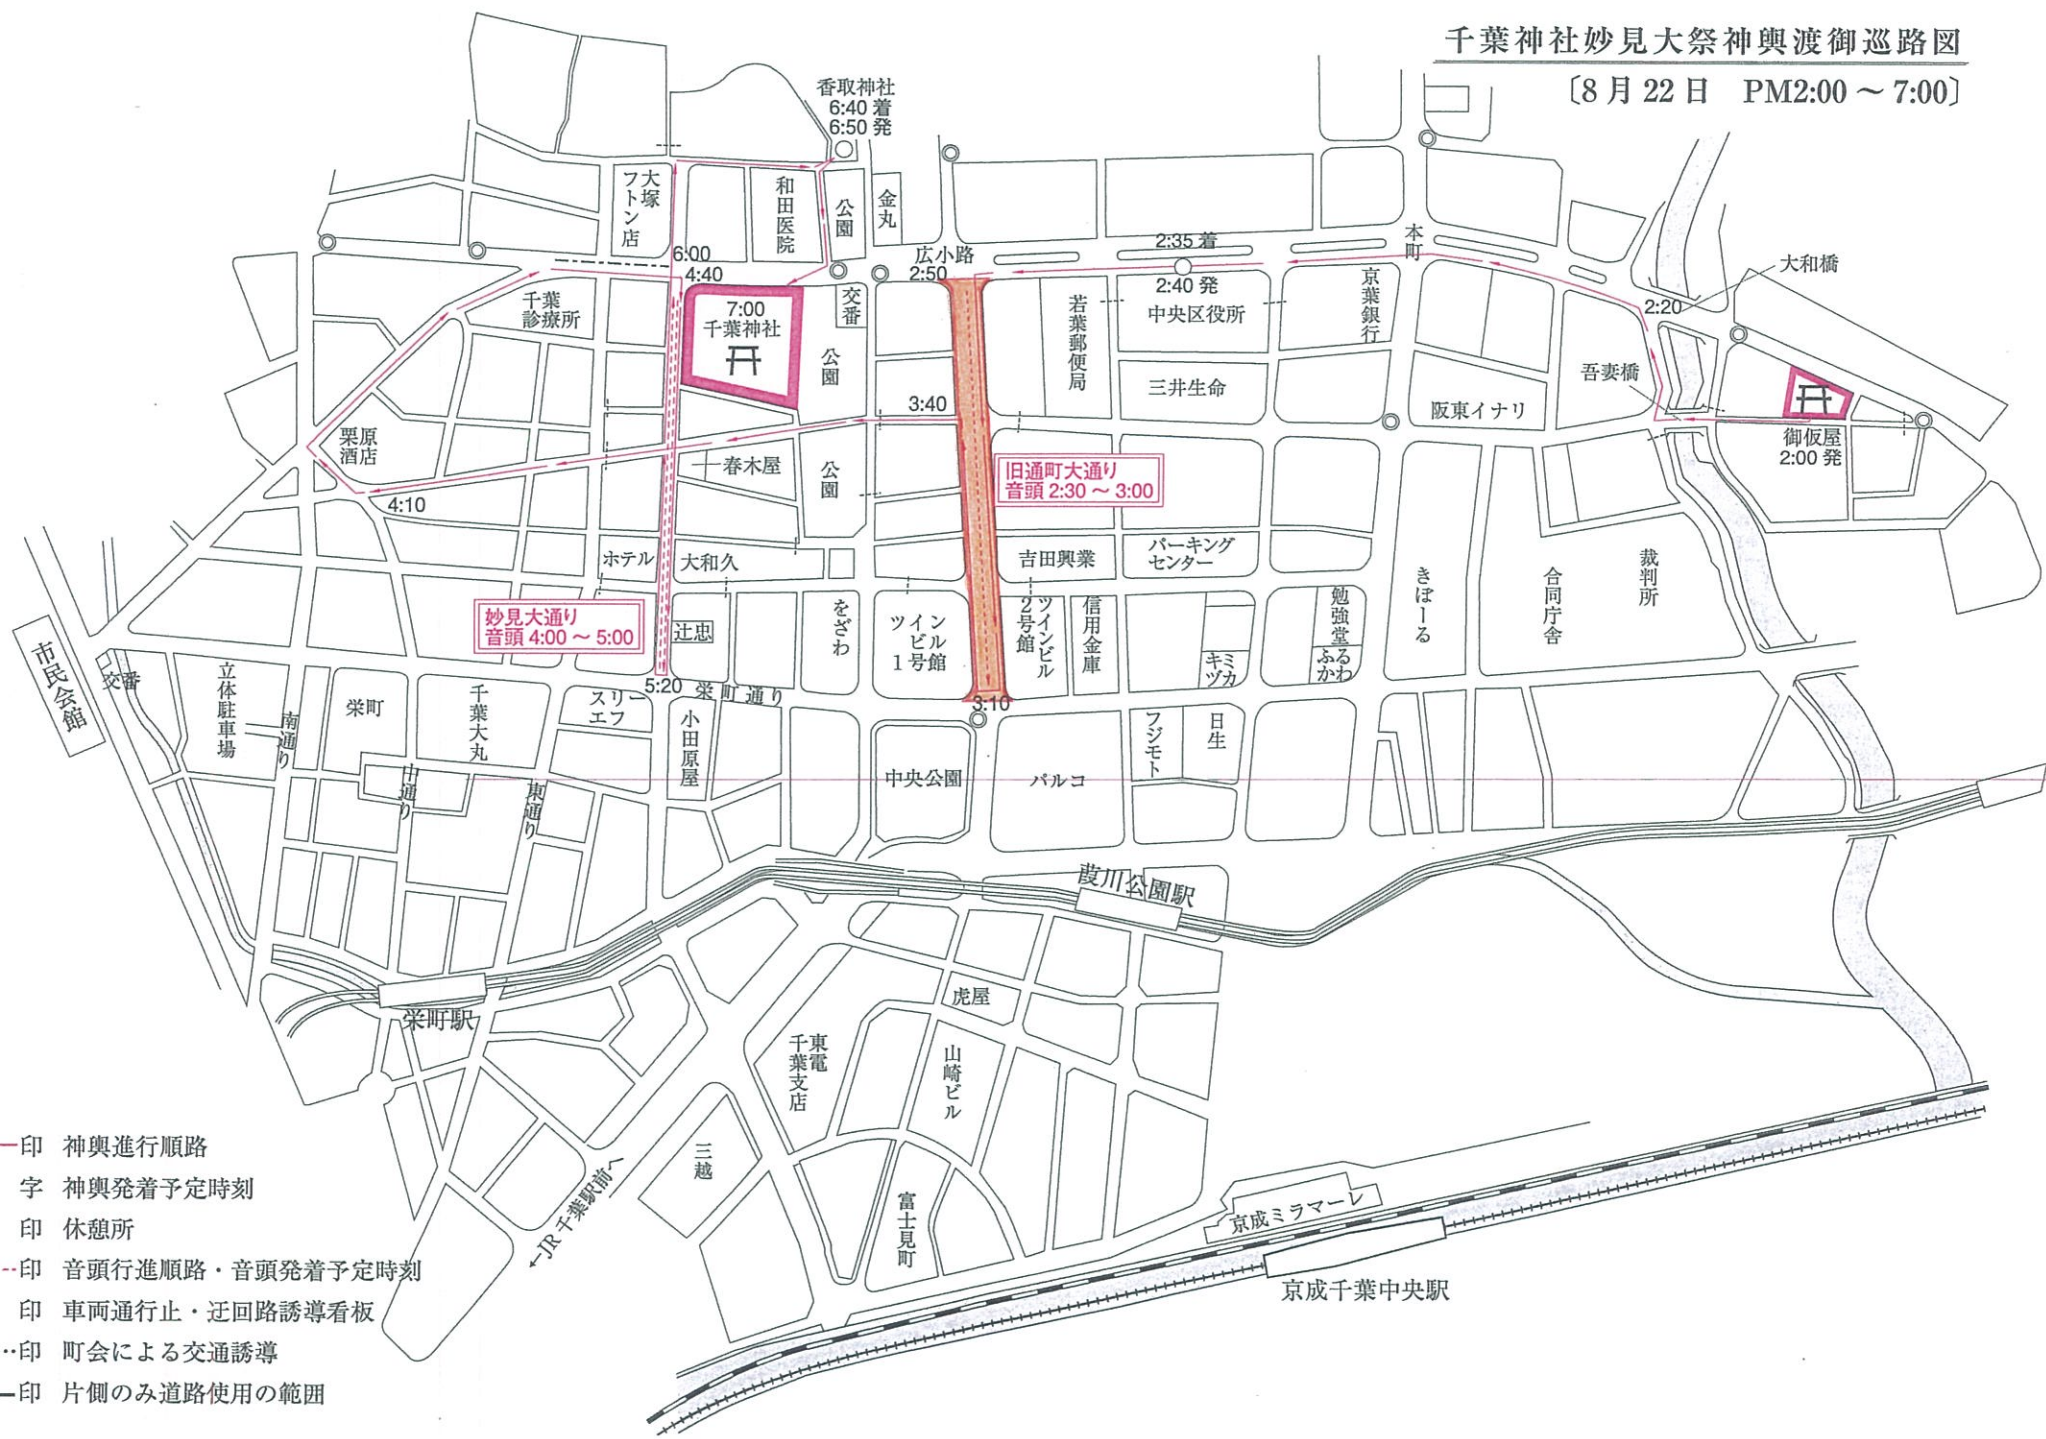 千葉神社妙見大祭神輿渡御巡路図
〔8月22日　PM2:00～7:00〕
香取神社
6:40 着
6:50 発
大塚
フトン店
和田医院
公園
金丸
6:00
4:40
広小路
2:50
2:35 着
2:40 発
本町
大和橋
2:20
千葉
診療所
7:00
千葉神社
交番
公園
若葉郵便局
中央区役所
京葉銀行
三井生命
阪東イナリ
吾妻橋
御仮屋
2:00 発
3:40
栗原
酒店
4:10
春木屋
公園
旧通町大通り
音頭 2:30～3:00
ホテル
大和久
吉田興業
パーキング
センター
きぼーる
合同庁舎
裁判所
妙見大通り
音頭 4:00～5:00
辻忠
をざわ
ツインビル
1号館
ツインビル
2号館
信用金庫
キミヅカ
勉強堂
ふるかわ
市民会館
交番
立体駐車場
南通り
栄町
千葉大丸
中通り
東通り
スリー
エフ
5:20
栄町通り
小田原屋
3:10
中央公園
パルコ
フジモト
日生
葭川公園駅
栄町駅
虎屋
東電
千葉支店
山崎ビル
三越
富士見町
←JR千葉駅前へ
京成ミラマーレ
京成千葉中央駅
印　神輿進行順路
字　神輿発着予定時刻
印　休憩所
印　音頭行進順路・音頭発着予定時刻
印　車両通行止・迂回路誘導看板
印　町会による交通誘導
印　片側のみ道路使用の範囲